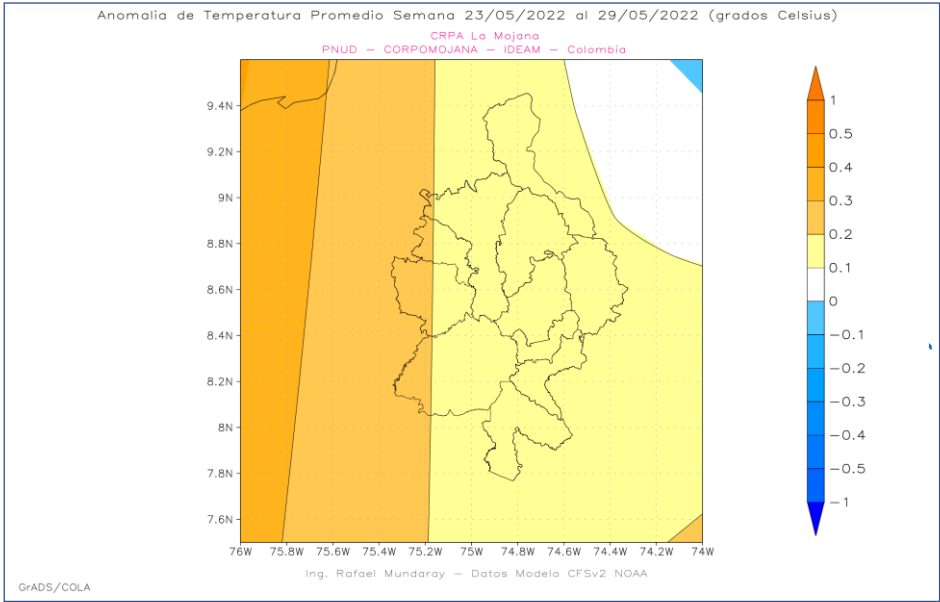 Anomalia de Temperatura Promedio Semana 23/05/2022 al 29/05/2022 (grados Celsius)
CRPA La Mojana
PNUD – CORPOMOJANA – IDEAM – Colombia
9.4N
9.2N
9N
8.8N
8.6N
8.4N
8.2N
8N
7.8N
7.6N
76W 75.8W 75.6W 75.4W 75.2W 75W 74.8W 74.6W 74.4W 74.2W 74W
1
0.5
0.4
0.3
0.2
0.1
0
−0.1
−0.2
−0.3
−0.4
−0.5
−1
Ing. Rafael Mundaray – Datos Modelo CFSv2 NOAA
GrADS/COLA